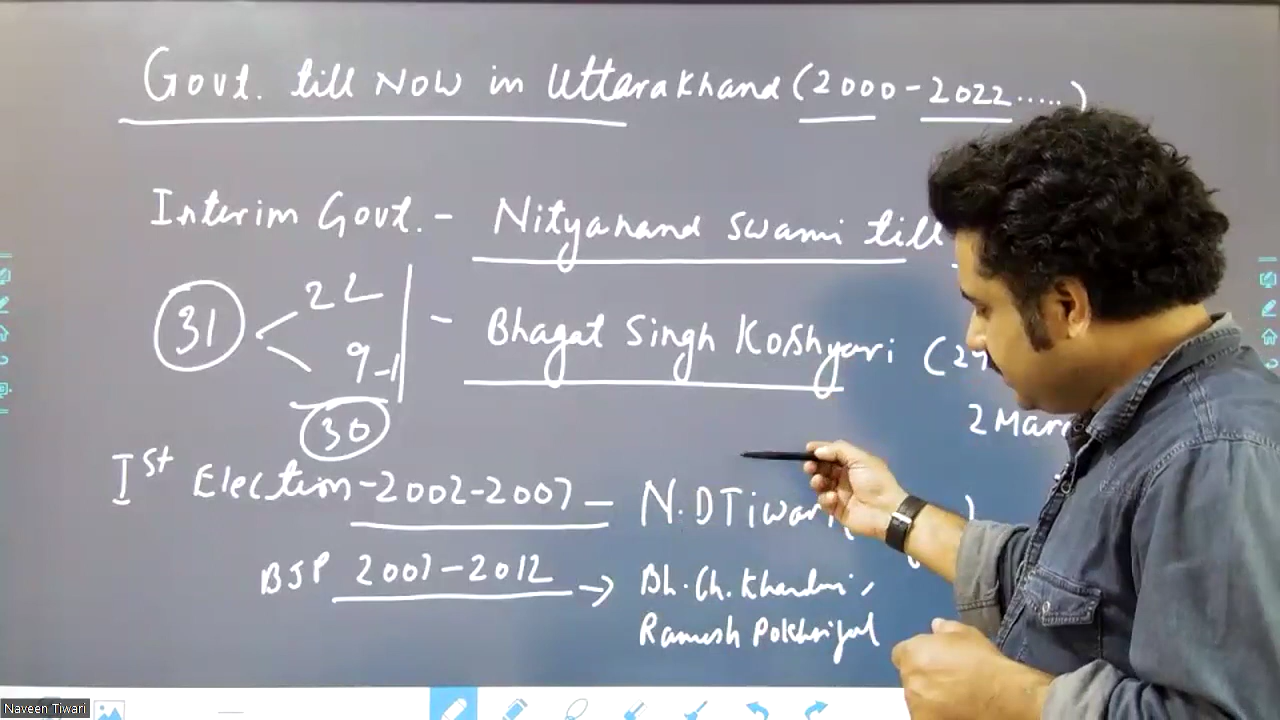 Govt. till NOW in Uttarakhand (2000-2022.....)
Interim Govt. - Nityanand Swami till
31 22 9-1 30
- Bhagat Singh Koshyari (29
2 Mar
Ist Election-2002-2007 - N.D Tiwari )
BJP 2007-2012 → Bh. Ch. Khanduri,
Ramesh Pokhriyal
Naveen Tiwari